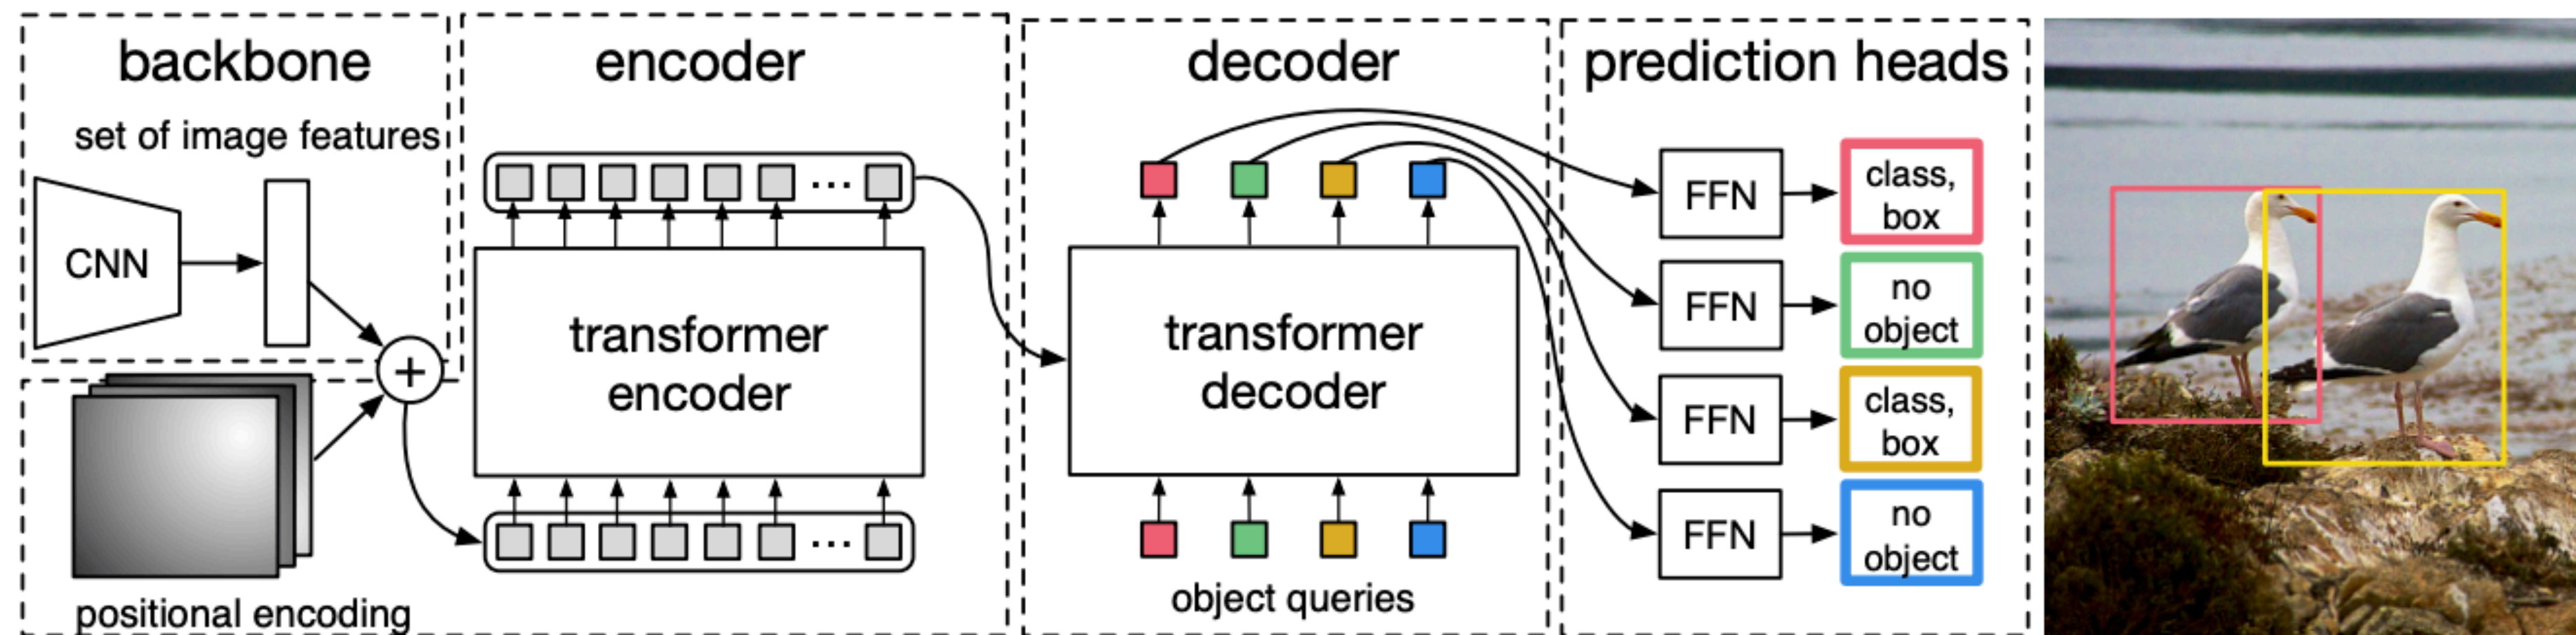 backbone
set of image features
CNN
+
positional encoding
encoder
...
transformer
encoder
...
decoder
transformer
decoder
object queries
prediction heads
FFN
class,
box
FFN
no
object
FFN
class,
box
FFN
no
object